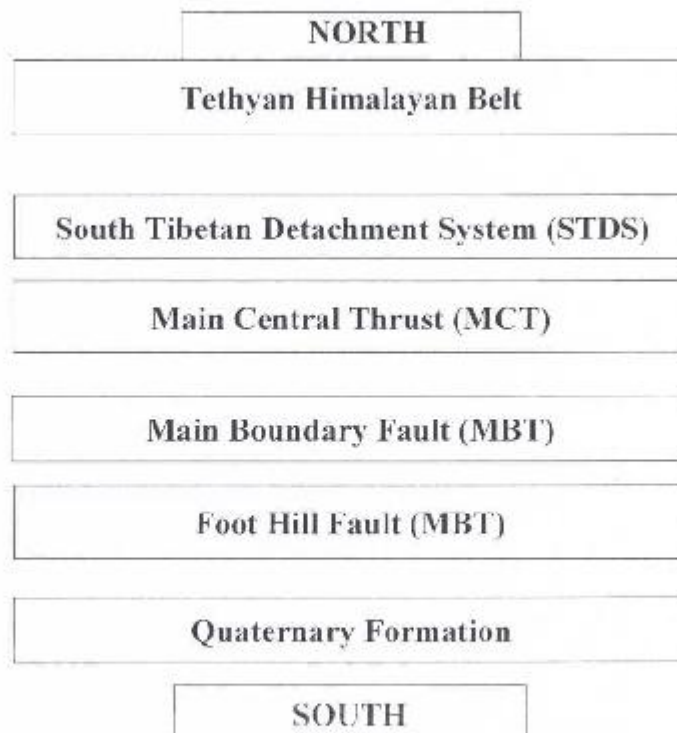 NORTH
Tethyan Himalayan Belt
South Tibetan Detachment System (STDS)
Main Central Thrust (MCT)
Main Boundary Fault (MBT)
Foot Hill Fault (MBT)
Quaternary Formation
SOUTH